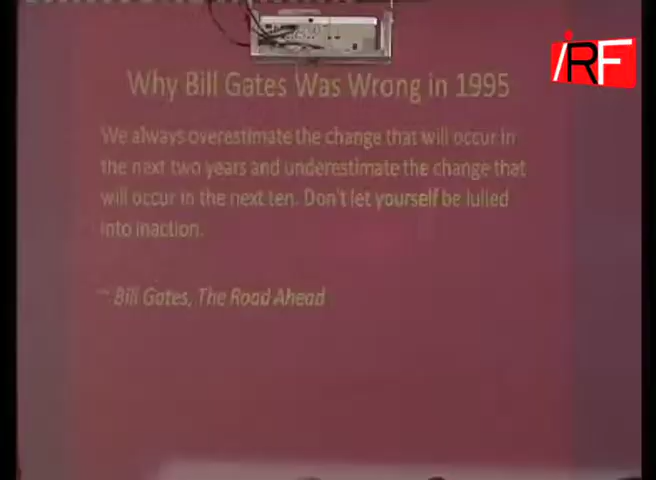 iRF
Why Bill Gates Was Wrong in 1995
We always overestimate the change that will occur in
the next two years and underestimate the change that
will occur in the next ten. Don't let yourself be lulled
into inaction.
~ Bill Gates, The Road Ahead